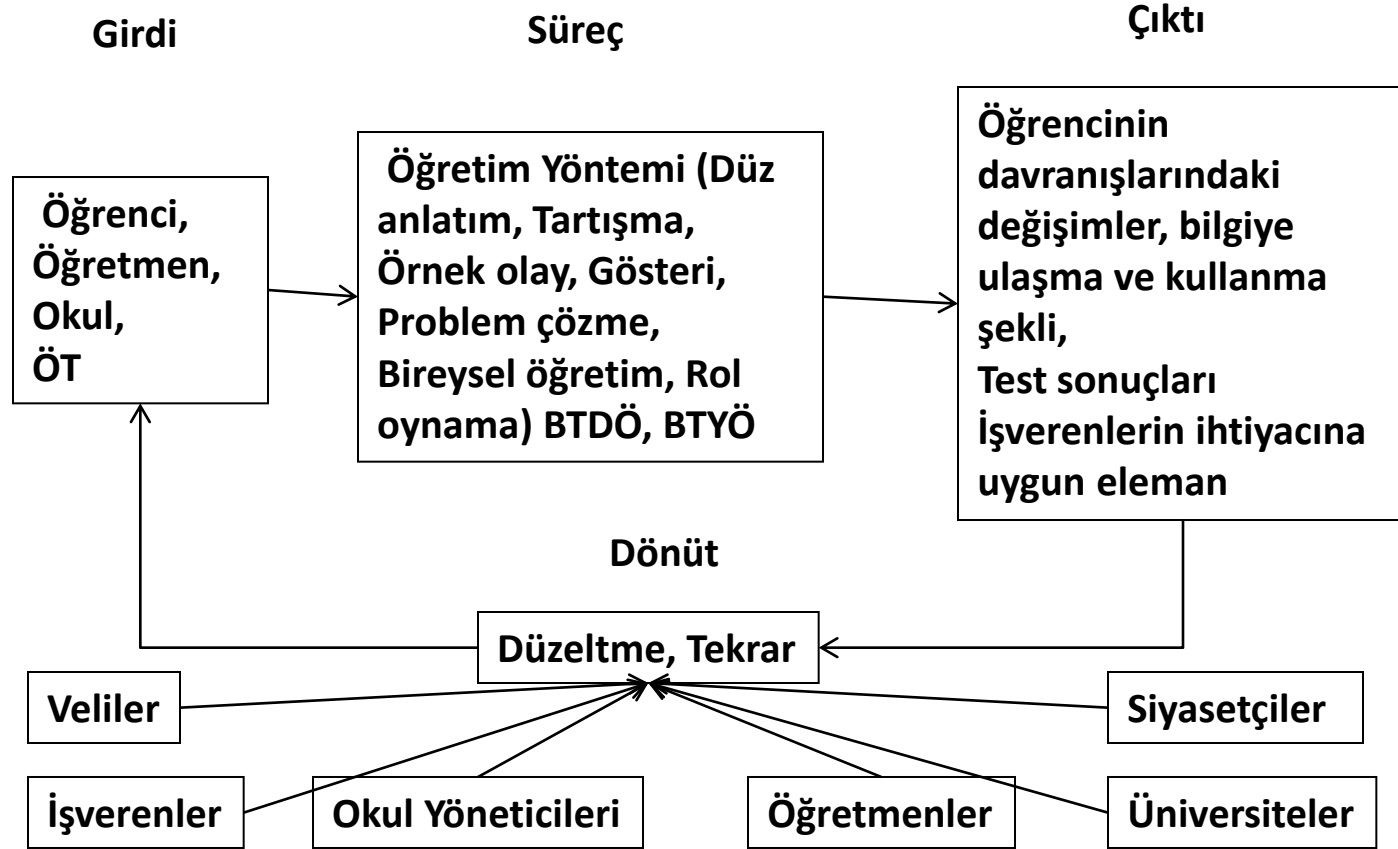 Girdi
Süreç
Çıktı
Öğrenci,
Öğretmen,
Okul,
ÖT
Öğretim Yöntemi (Düz
anlatım, Tartışma,
Örnek olay, Gösteri,
Problem çözme,
Bireysel öğretim, Rol
oynama) BTDÖ, BTYÖ
Öğrencinin
davranışlarındaki
değişimler, bilgiye
ulaşma ve kullanma
şekli,
Test sonuçları
İşverenlerin ihtiyacına
uygun eleman
Dönüt
Düzeltme, Tekrar
Veliler
Siyasetçiler
İşverenler
Okul Yöneticileri
Öğretmenler
Üniversiteler